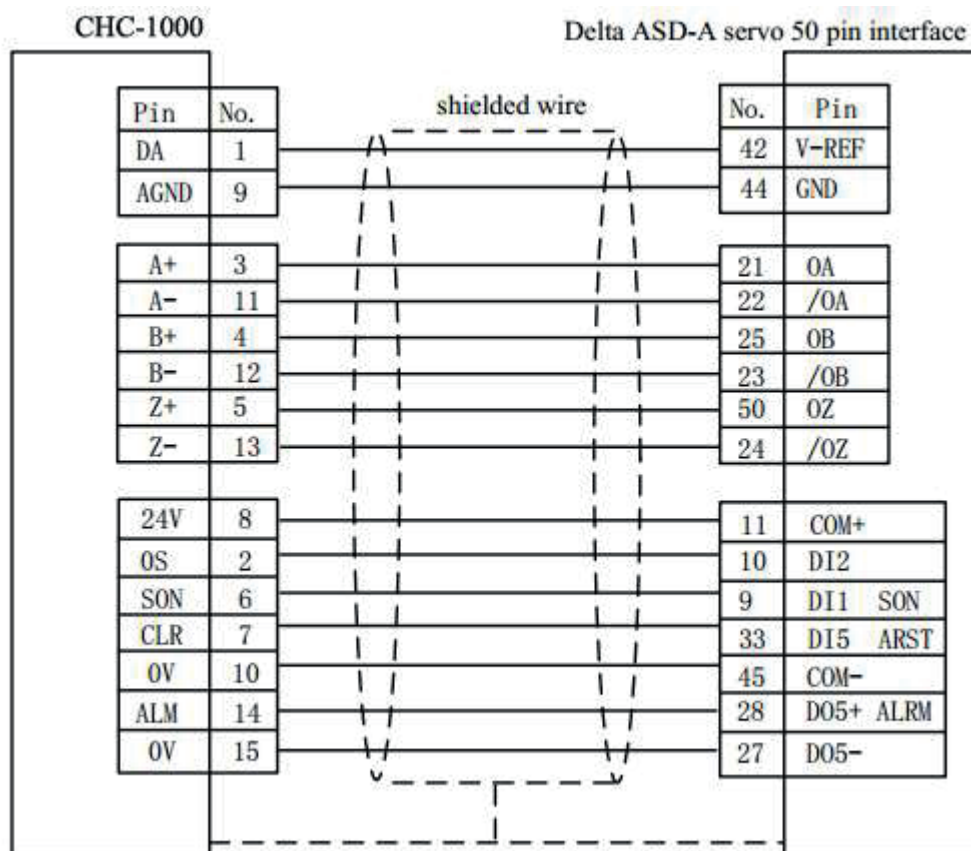 CHC-1000
Delta ASD-A servo 50 pin interface
shielded wire
Pin No.
DA 1
AGND 9
A+ 3
A- 11
B+ 4
B- 12
Z+ 5
Z- 13
24V 8
OS 2
SON 6
CLR 7
0V 10
ALM 14
0V 15
No. Pin
42 V-REF
44 GND
21 OA
22 /OA
25 OB
23 /OB
50 OZ
24 /OZ
11 COM+
10 DI2
9 DI1 SON
33 DI5 ARST
45 COM-
28 DO5+ ALRM
27 DO5-